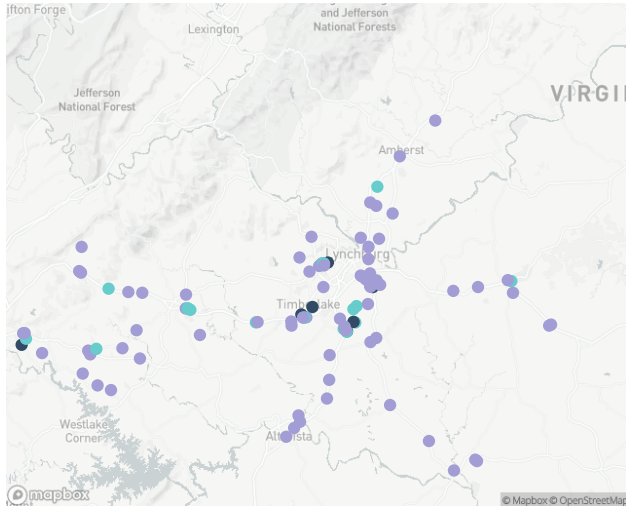 ifton Forge
and Jefferson
National Forests
Lexington
Jefferson
National Forest
VIRGI
Amherst
Lynchburg
Timberlake
Westlake
Corner
Altavista
mapbox
© Mapbox © OpenStreetMap